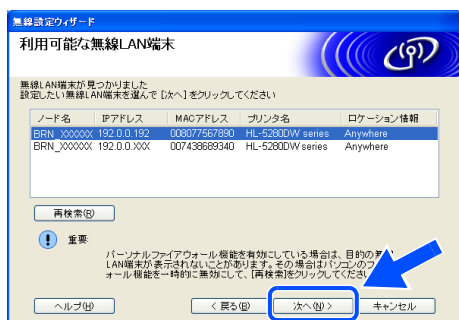 無線設定ウィザード
利用可能な無線LAN端末
無線LAN端末が見つかりました
設定したい無線LAN端末を選んで [次へ] をクリックしてください
ノード名 IPアドレス MACアドレス プリンタ名 ロケーション情報
BRN_XXXXXX 192.0.0.192 008077567890 HL-5280DW series Anywhere
BRN_XXXXXX 192.0.0.XXX 007438689340 HL-5280DW series Anywhere
再検索(R)
重要:
パーソナルファイアウォール機能を有効にしている場合は、目的の無
LAN端末が表示されないことがあります。その場合はパソコンのフ
ォール機能を一時的に無効にして、[再検索]をクリックしてくださ
ヘルプ(H) < 戻る(B) 次へ(N) > キャンセル